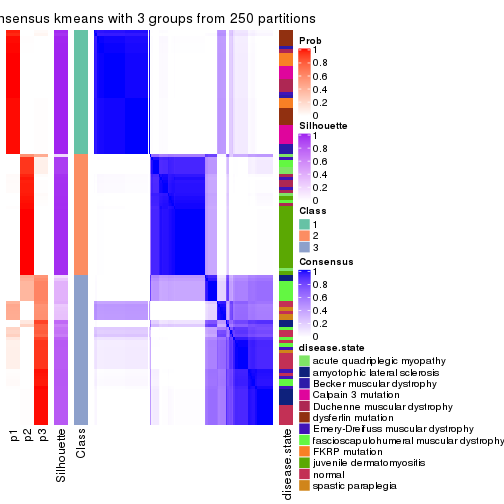 nsensus kmeans with 3 groups from 250 partitions
Prob
1
0.8
0.6
0.4
0.2
0
Silhouette
1
0.8
0.6
0.4
0.2
0
Class
1
2
3
Consensus
1
0.8
0.6
0.4
0.2
0
disease.state
acute quadriplegic myopathy
amyotophic lateral sclerosis
Becker muscular dystrophy
Calpain 3 mutation
Duchenne muscular dystrophy
dysferlin mutation
Emery-Dreifuss muscular dystrophy
fascioscapulohumeral muscular dystrophy
FKRP mutation
juvenile dermatomyositis
normal
spastic paraplegia
p1
p2
p3
Silhouette
Class
disease.state